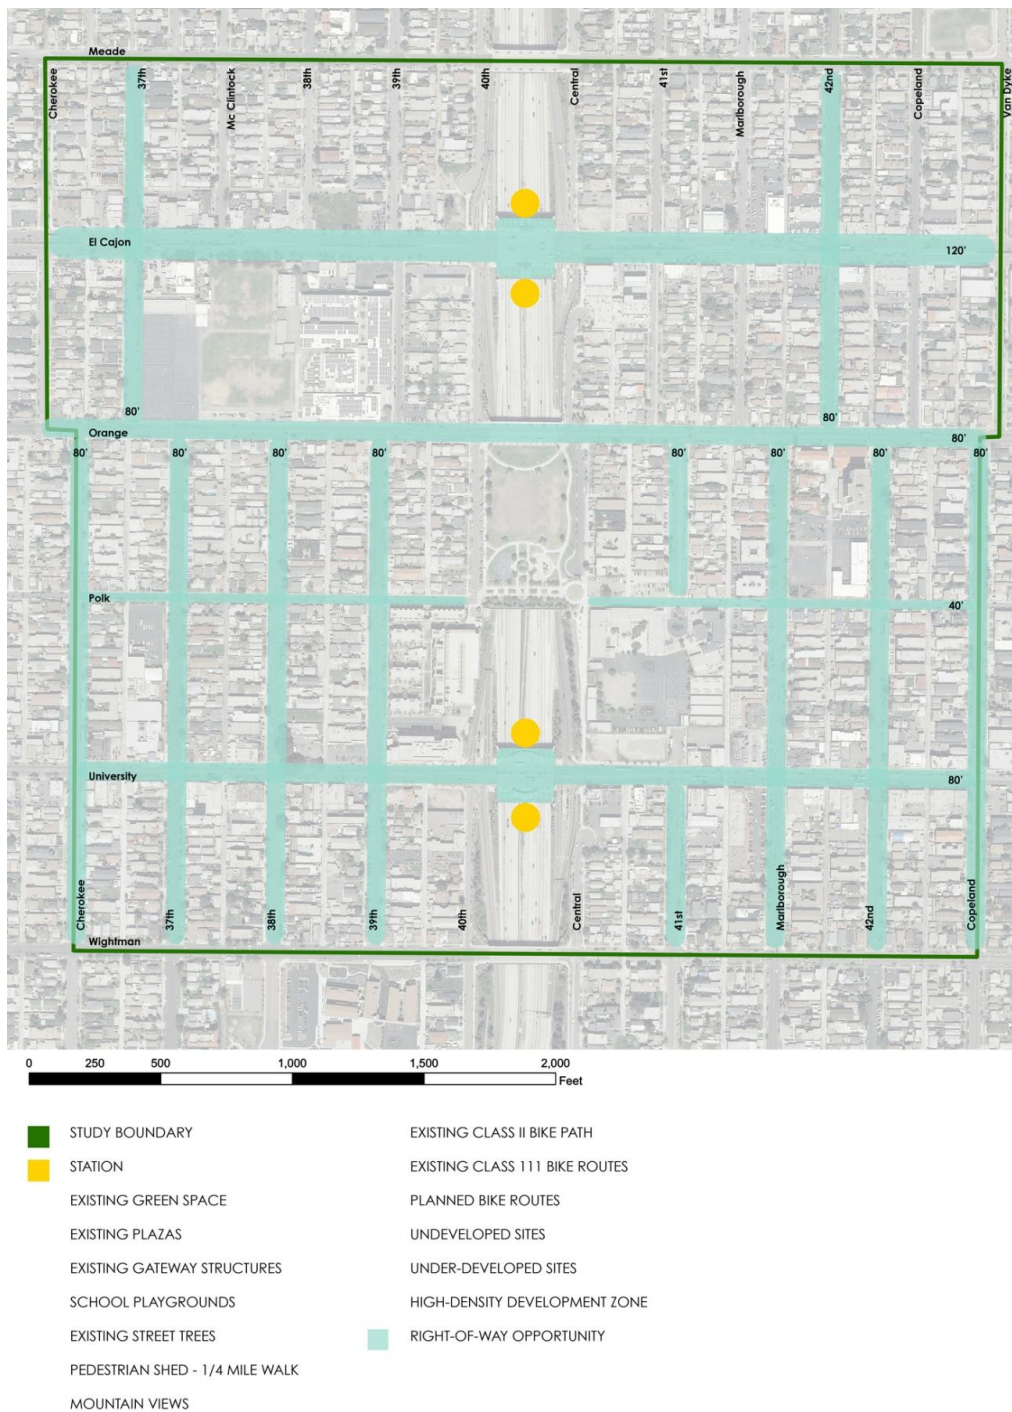 Meade
Cherokee
37th
Mc Clintock
38th
39th
40th
Central
41st
Marlborough
42nd
Copeland
Van Dyke
El Cajon
120'
80'
80'
Orange
80'
80'
80'
80'
80'
80'
80'
80'
80'
Polk
40'
University
80'
Cherokee
37th
38th
39th
40th
Central
41st
Marlborough
42nd
Copeland
Wightman
0 250 500 1,000 1,500 2,000
Feet
STUDY BOUNDARY
STATION
EXISTING GREEN SPACE
EXISTING PLAZAS
EXISTING GATEWAY STRUCTURES
SCHOOL PLAYGROUNDS
EXISTING STREET TREES
PEDESTRIAN SHED - 1/4 MILE WALK
MOUNTAIN VIEWS
EXISTING CLASS II BIKE PATH
EXISTING CLASS 111 BIKE ROUTES
PLANNED BIKE ROUTES
UNDEVELOPED SITES
UNDER-DEVELOPED SITES
HIGH-DENSITY DEVELOPMENT ZONE
RIGHT-OF-WAY OPPORTUNITY